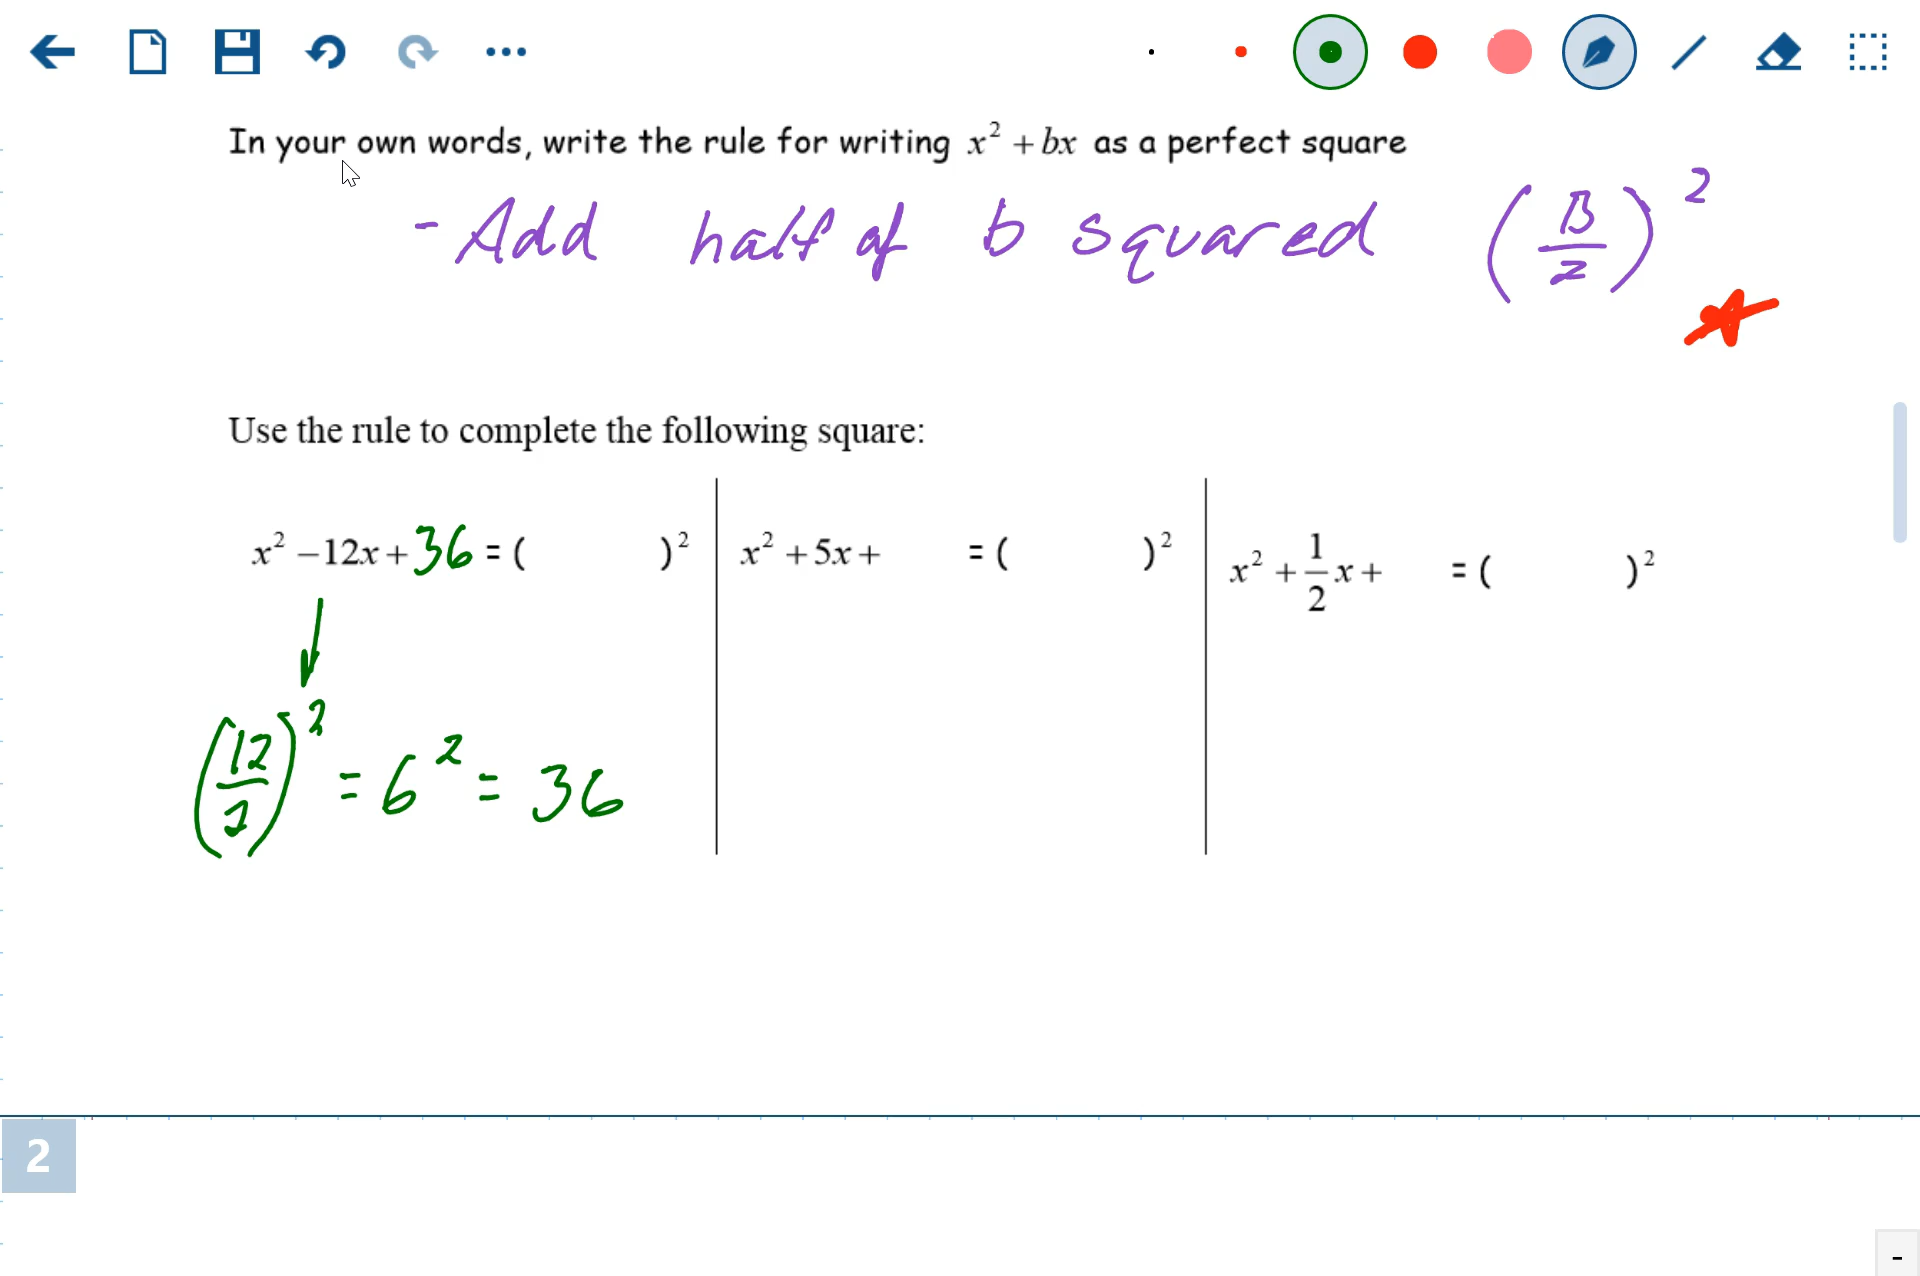 In your own words, write the rule for writing x² + bx as a perfect square
- Add half of b squared (B/2)²
Use the rule to complete the following square:
x² − 12x + 36 = ( )²
x² + 5x + = ( )²
x² + 1/2 x + = ( )²
(12/2)² = 6² = 36
2